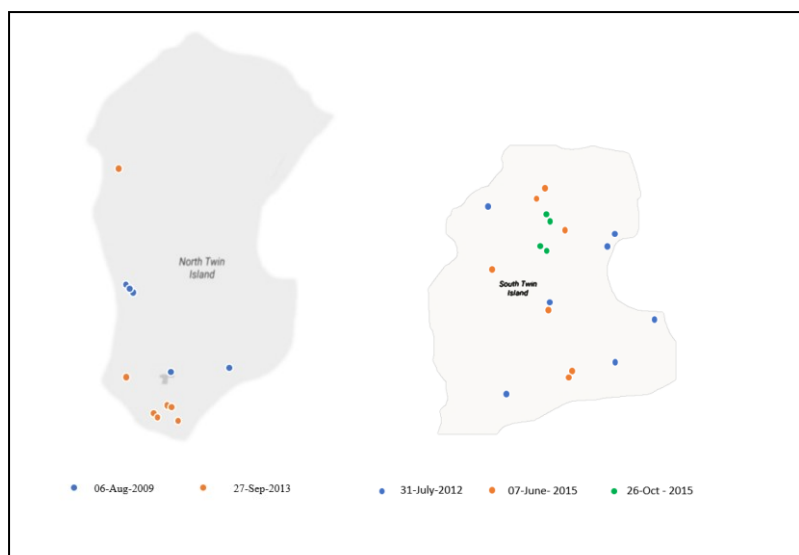 North Twin
Island
South Twin
Island
06-Aug-2009
27-Sep-2013
31-July-2012
07-June- 2015
26-Oct - 2015